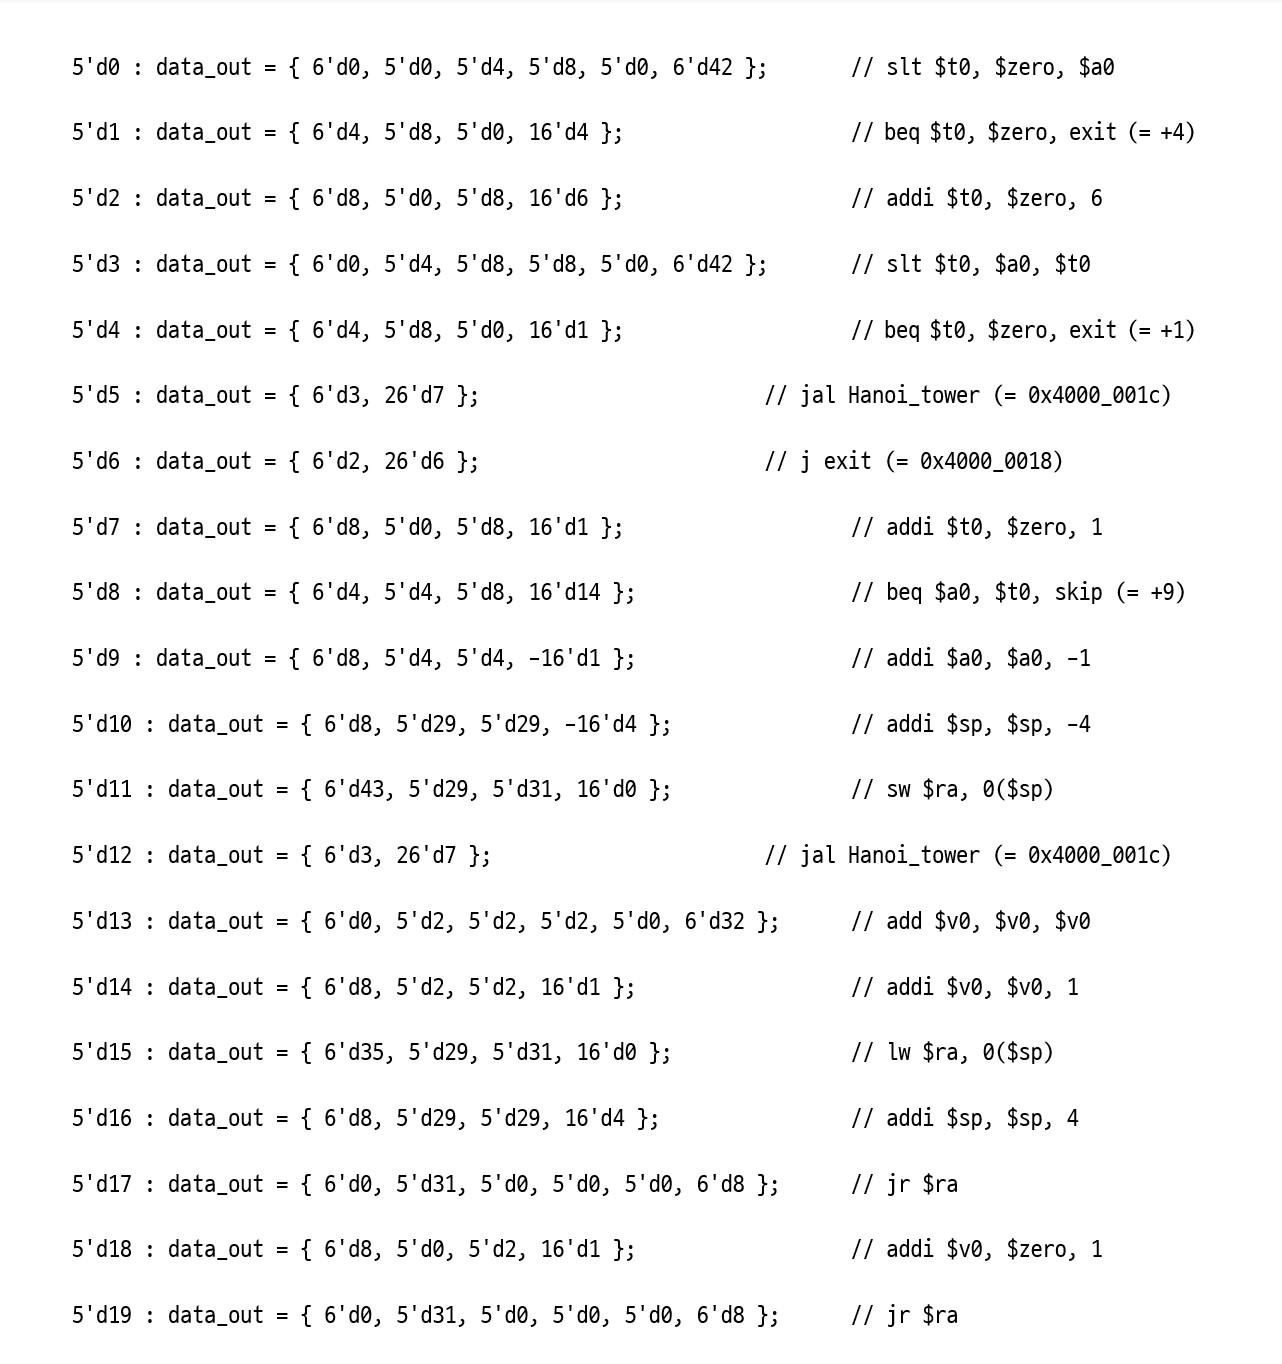 5'd0 : data_out = { 6'd0, 5'd0, 5'd4, 5'd8, 5'd0, 6'd42 }; // slt $t0, $zero, $a0
5'd1 : data_out = { 6'd4, 5'd8, 5'd0, 16'd4 }; // beq $t0, $zero, exit (= +4)
5'd2 : data_out = { 6'd8, 5'd0, 5'd8, 16'd6 }; // addi $t0, $zero, 6
5'd3 : data_out = { 6'd0, 5'd4, 5'd8, 5'd8, 5'd0, 6'd42 }; // slt $t0, $a0, $t0
5'd4 : data_out = { 6'd4, 5'd8, 5'd0, 16'd1 }; // beq $t0, $zero, exit (= +1)
5'd5 : data_out = { 6'd3, 26'd7 }; // jal Hanoi_tower (= 0x4000_001c)
5'd6 : data_out = { 6'd2, 26'd6 }; // j exit (= 0x4000_0018)
5'd7 : data_out = { 6'd8, 5'd0, 5'd8, 16'd1 }; // addi $t0, $zero, 1
5'd8 : data_out = { 6'd4, 5'd4, 5'd8, 16'd14 }; // beq $a0, $t0, skip (= +9)
5'd9 : data_out = { 6'd8, 5'd4, 5'd4, -16'd1 }; // addi $a0, $a0, -1
5'd10 : data_out = { 6'd8, 5'd29, 5'd29, -16'd4 }; // addi $sp, $sp, -4
5'd11 : data_out = { 6'd43, 5'd29, 5'd31, 16'd0 }; // sw $ra, 0($sp)
5'd12 : data_out = { 6'd3, 26'd7 }; // jal Hanoi_tower (= 0x4000_001c)
5'd13 : data_out = { 6'd0, 5'd2, 5'd2, 5'd2, 5'd0, 6'd32 }; // add $v0, $v0, $v0
5'd14 : data_out = { 6'd8, 5'd2, 5'd2, 16'd1 }; // addi $v0, $v0, 1
5'd15 : data_out = { 6'd35, 5'd29, 5'd31, 16'd0 }; // lw $ra, 0($sp)
5'd16 : data_out = { 6'd8, 5'd29, 5'd29, 16'd4 }; // addi $sp, $sp, 4
5'd17 : data_out = { 6'd0, 5'd31, 5'd0, 5'd0, 5'd0, 6'd8 }; // jr $ra
5'd18 : data_out = { 6'd8, 5'd0, 5'd2, 16'd1 }; // addi $v0, $zero, 1
5'd19 : data_out = { 6'd0, 5'd31, 5'd0, 5'd0, 5'd0, 6'd8 }; // jr $ra